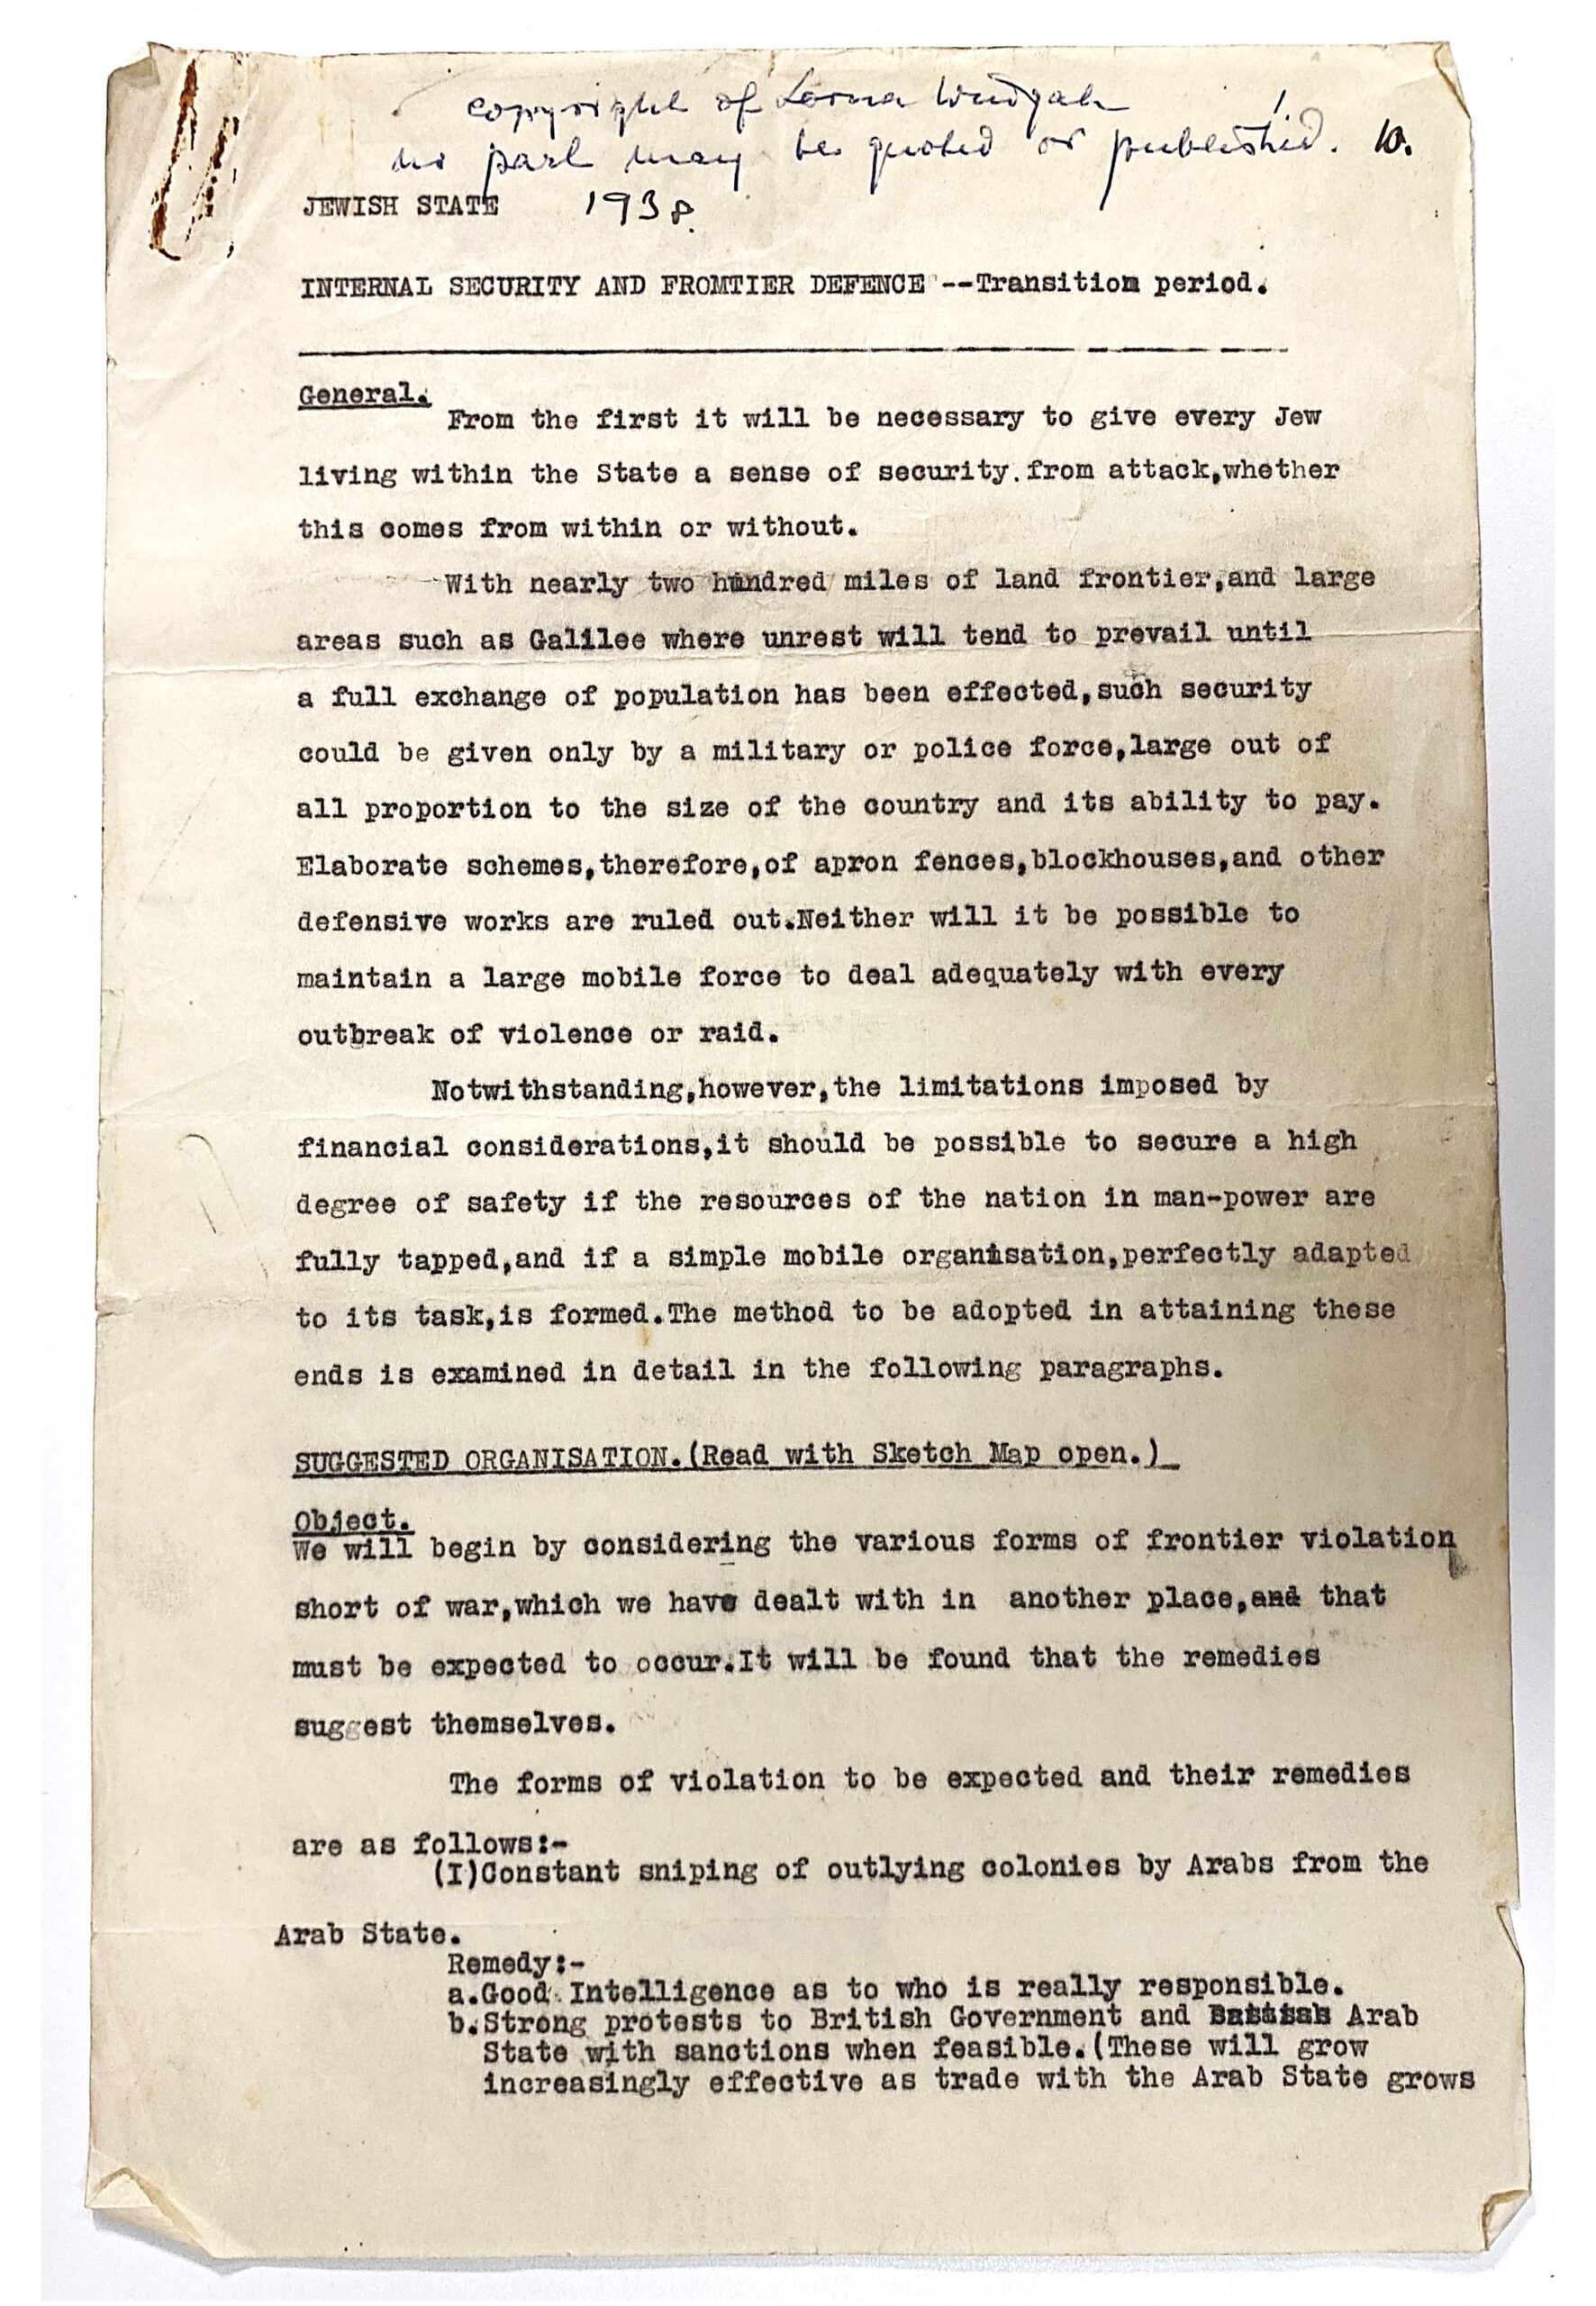 copyright of Lorna Wingate
no part may be quoted or published. 10.
JEWISH STATE 1938.
INTERNAL SECURITY AND FROMTIER DEFENCE --Transitiom period.
General.
From the first it will be necessary to give every Jew
living within the State a sense of security.from attack,whether
this comes from within or without.
With nearly two hundred miles of land frontier,and large
areas such as Galilee where unrest will tend to prevail until
a full exchange of population has been effected,such security
could be given only by a military or police force,large out of
all proportion to the size of the country and its ability to pay.
Elaborate schemes,therefore,of apron fences,blockhouses,and other
defensive works are ruled out.Neither will it be possible to
maintain a large mobile force to deal adequately with every
outbreak of violence or raid.
Notwithstanding,however,the limitations imposed by
financial considerations,it should be possible to secure a high
degree of safety if the resources of the nation in man-power are
fully tapped,and if a simple mobile organisation,perfectly adapted
to its task,is formed.The method to be adopted in attaining these
ends is examined in detail in the following paragraphs.
SUGGESTED ORGANISATION.(Read with Sketch Map open.)
Object.
We will begin by considering the various forms of frontier violation
short of war,which we have dealt with in another place,and that
must be expected to occur.It will be found that the remedies
suggest themselves.
The forms of violation to be expected and their remedies
are as follows:-
(I)Constant sniping of outlying colonies by Arabs from the
Arab State.
Remedy:-
a.Good Intelligence as to who is really responsible.
b.Strong protests to British Government and Arab
State with sanctions when feasible.(These will grow
increasingly effective as trade with the Arab State grows